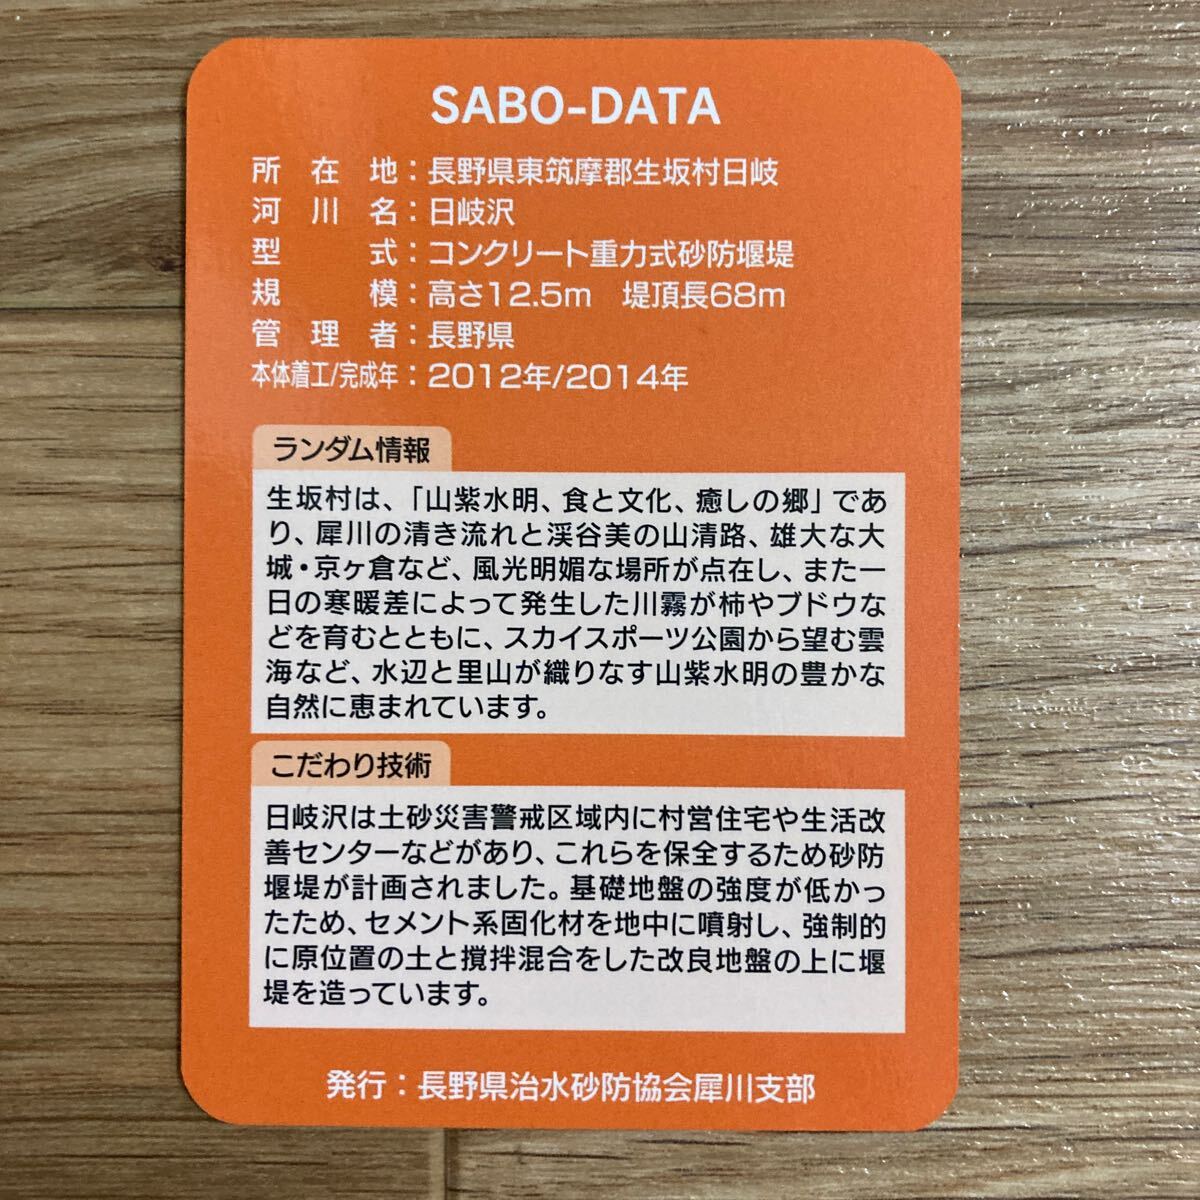 SABO-DATA
所在地：長野県東筑摩郡生坂村日岐
河川名：日岐沢
型式：コンクリート重力式砂防堰堤
規模：高さ12.5m 堤頂長68m
管理者：長野県
本体着工/完成年：2012年/2014年
ランダム情報
生坂村は、「山紫水明、食と文化、癒しの郷」であ
り、犀川の清き流れと渓谷美の山清路、雄大な大
城・京ヶ倉など、風光明媚な場所が点在し、また一
日の寒暖差によって発生した川霧が柿やブドウな
どを育むとともに、スカイスポーツ公園から望む雲
海など、水辺と里山が織りなす山紫水明の豊かな
自然に恵まれています。
こだわり技術
日岐沢は土砂災害警戒区域内に村営住宅や生活改
善センターなどがあり、これらを保全するため砂防
堰堤が計画されました。基礎地盤の強度が低かっ
たため、セメント系固化材を地中に噴射し、強制的
に原位置の土と撹拌混合をした改良地盤の上に堰
堤を造っています。
発行：長野県治水砂防協会犀川支部